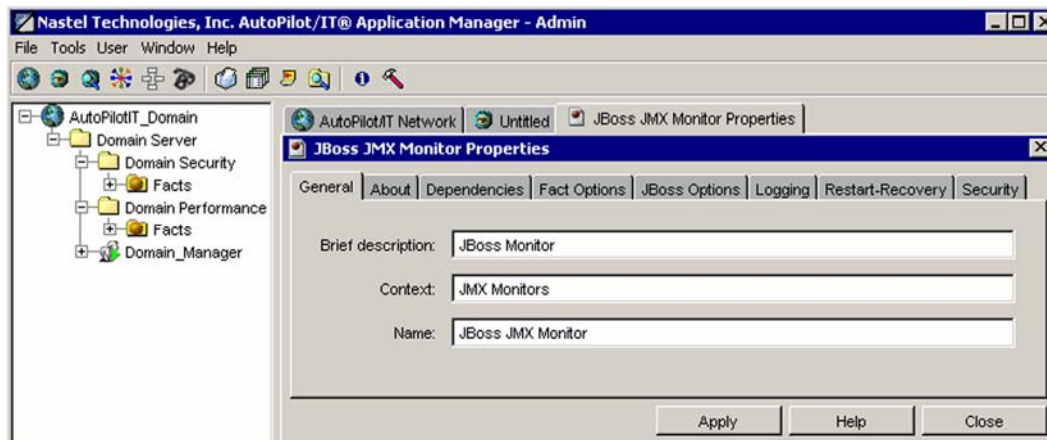 Nastel Technologies, Inc. AutoPilot/IT® Application Manager - Admin
File Tools User Window Help
AutoPilotIT_Domain
Domain Server
Domain Security
Facts
Domain Performance
Facts
Domain_Manager
AutoPilot/IT Network
Untitled
JBoss JMX Monitor Properties
JBoss JMX Monitor Properties
General About Dependencies Fact Options JBoss Options Logging Restart-Recovery Security
Brief description: JBoss Monitor
Context: JMX Monitors
Name: JBoss JMX Monitor
Apply Help Close